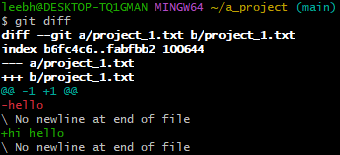 leebh@DESKTOP-TQ1GMAN MINGW64 ~/a_project (main)
$ git diff
diff --git a/project_1.txt b/project_1.txt
index b6fc4c6..fabfbb2 100644
--- a/project_1.txt
+++ b/project_1.txt
@@ -1 +1 @@
-hello
\ No newline at end of file
+hi hello
\ No newline at end of file